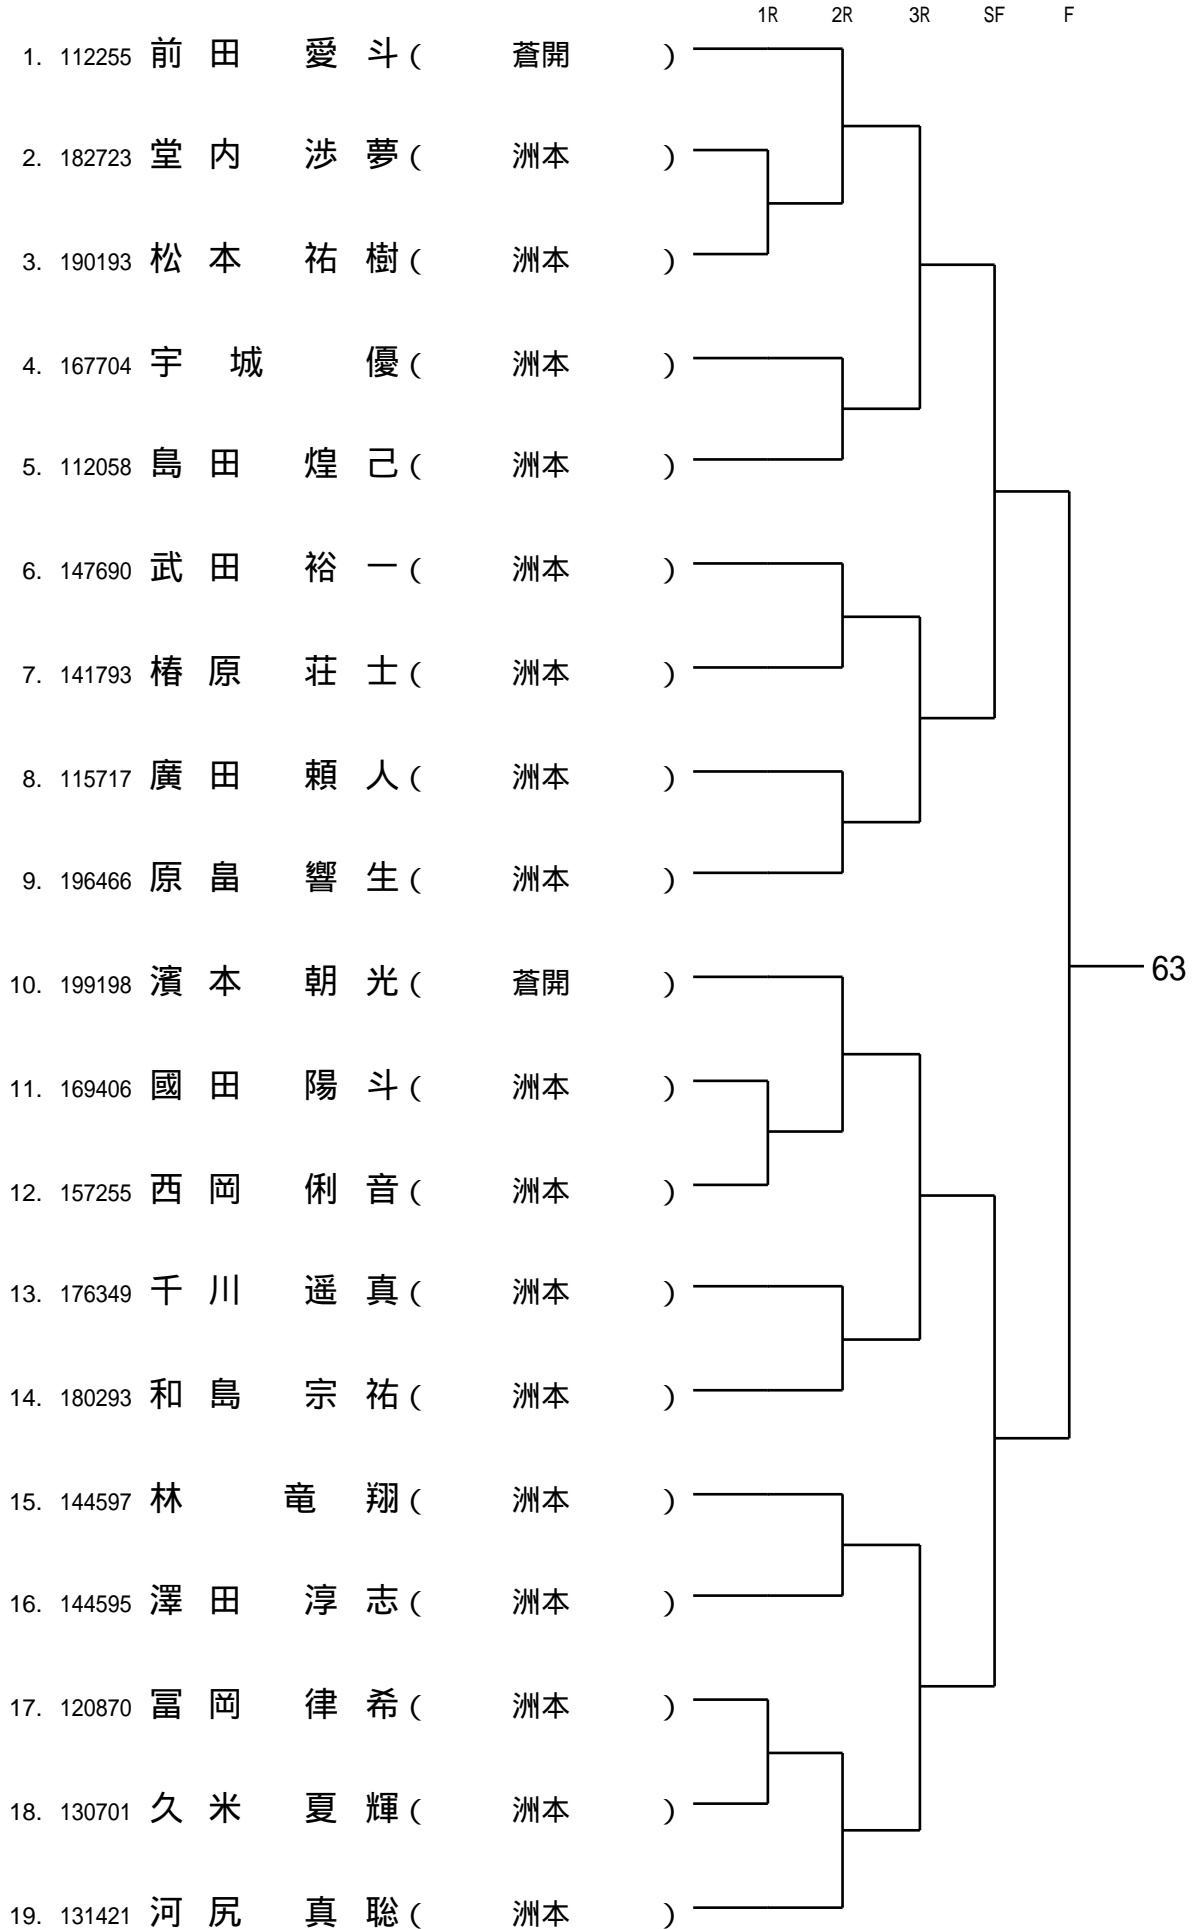 1R 2R 3R SF F
1. 112255 前田 愛斗 ( 蒼開 )
2. 182723 堂内 渉夢 ( 洲本 )
3. 190193 松本 祐樹 ( 洲本 )
4. 167704 宇城 優 ( 洲本 )
5. 112058 島田 煌己 ( 洲本 )
6. 147690 武田 裕一 ( 洲本 )
7. 141793 椿原 荘士 ( 洲本 )
8. 115717 廣田 頼人 ( 洲本 )
9. 196466 原畠 響生 ( 洲本 )
10. 199198 濱本 朝光 ( 蒼開 )
63
11. 169406 國田 陽斗 ( 洲本 )
12. 157255 西岡 俐音 ( 洲本 )
13. 176349 千川 遥真 ( 洲本 )
14. 180293 和島 宗祐 ( 洲本 )
15. 144597 林 竜翔 ( 洲本 )
16. 144595 澤田 淳志 ( 洲本 )
17. 120870 冨岡 律希 ( 洲本 )
18. 130701 久米 夏輝 ( 洲本 )
19. 131421 河尻 真聡 ( 洲本 )